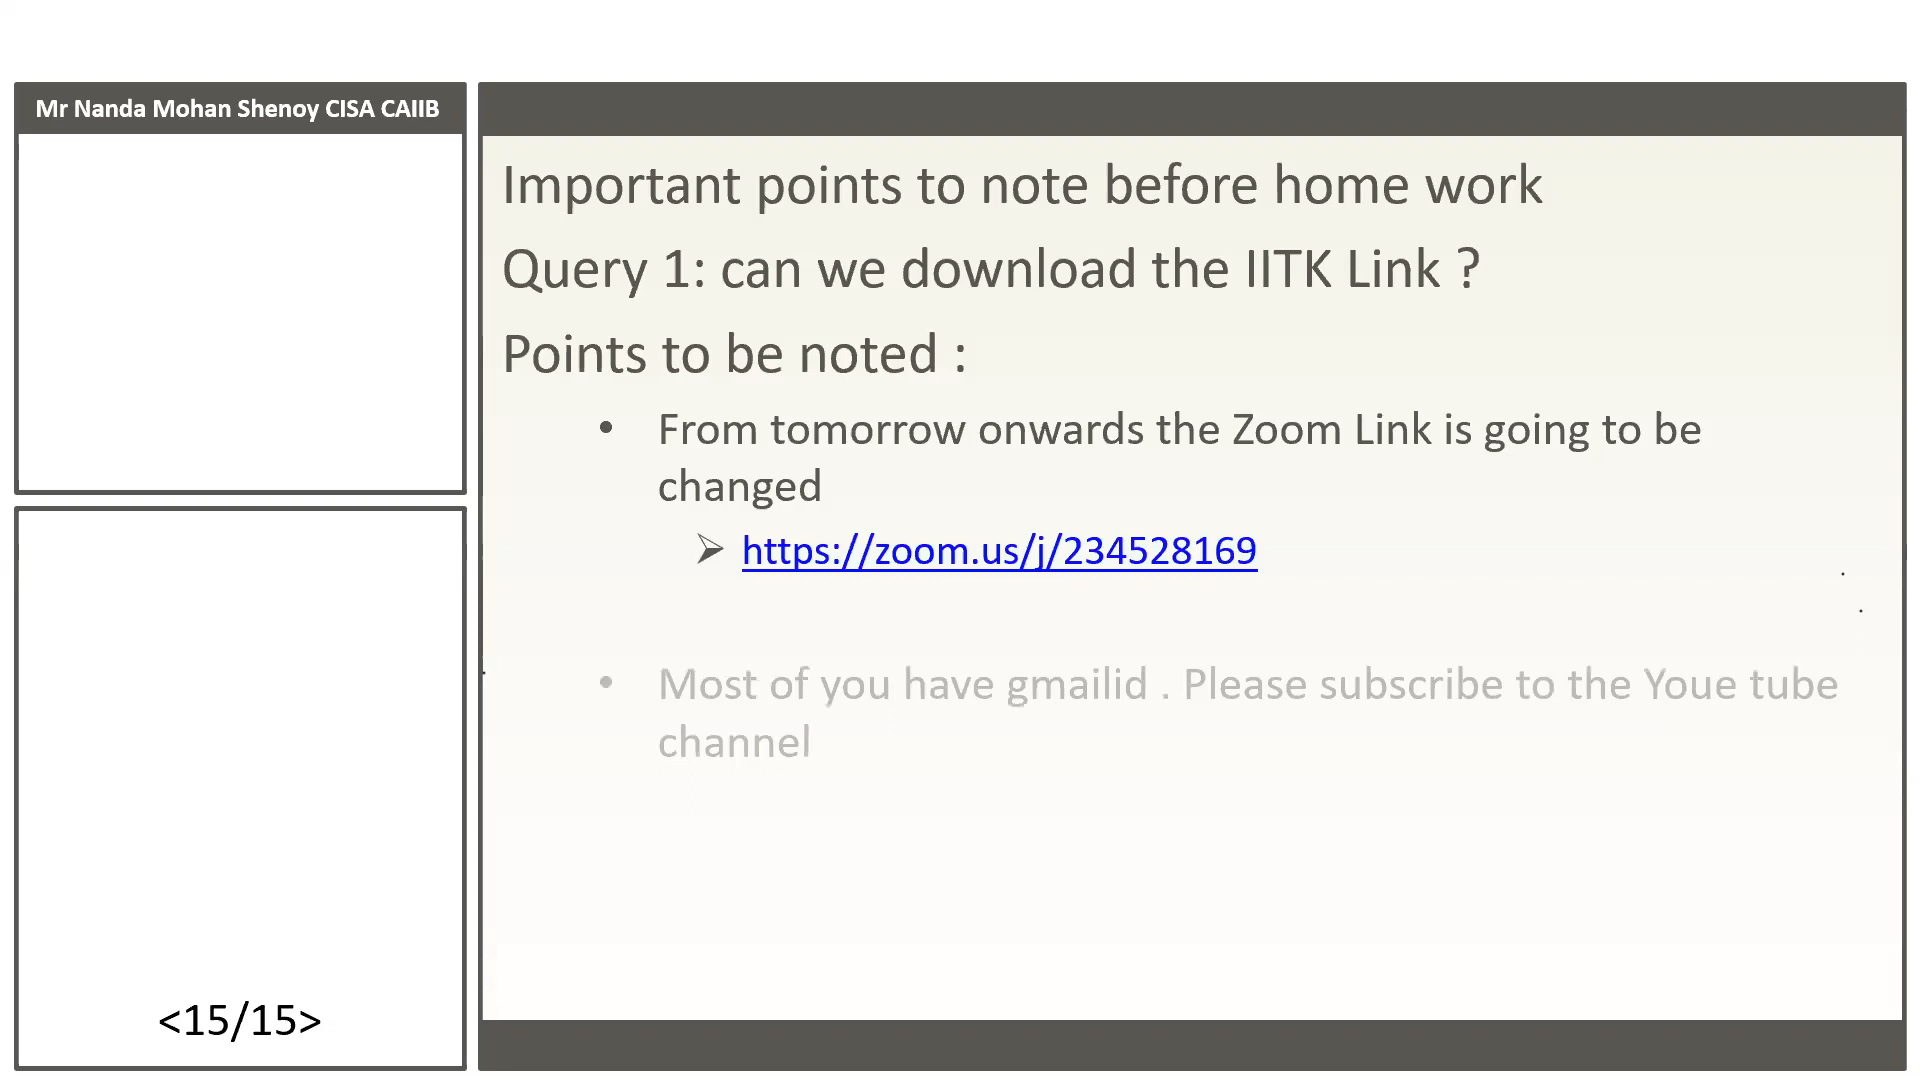 Mr Nanda Mohan Shenoy CISA CAIIB
Important points to note before home work
Query 1: can we download the IITK Link ?
Points to be noted :
• From tomorrow onwards the Zoom Link is going to be
changed
➢ https://zoom.us/j/234528169
• Most of you have gmailid . Please subscribe to the Youe tube
channel
<15/15>